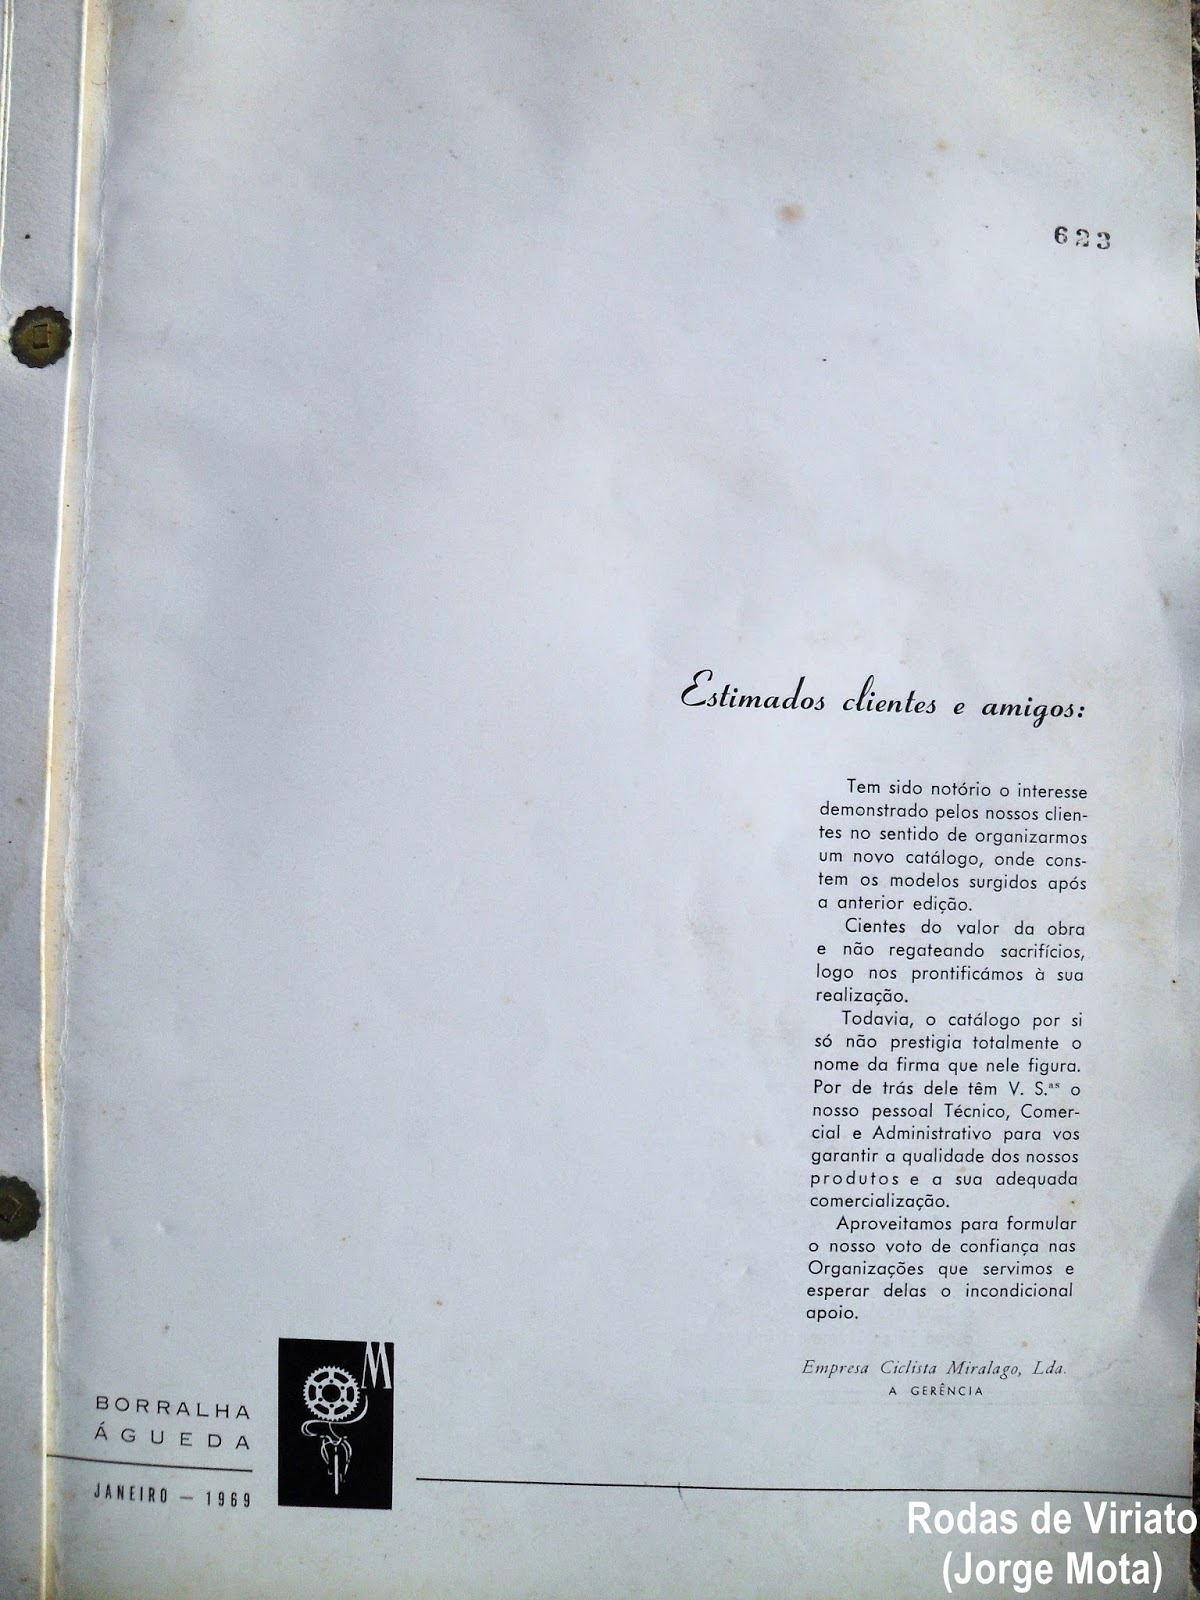 623
Estimados clientes e amigos:
Tem sido notório o interesse
demonstrado pelos nossos clien-
tes no sentido de organizarmos
um novo catálogo, onde cons-
tem os modelos surgidos após
a anterior edição.
Cientes do valor da obra
e não regateando sacrifícios,
logo nos prontificámos à sua
realização.
Todavia, o catálogo por si
só não prestigia totalmente o
nome da firma que nele figura.
Por de trás dele têm V. S.ᵃˢ o
nosso pessoal Técnico, Comer-
cial e Administrativo para vos
garantir a qualidade dos nossos
produtos e a sua adequada
comercialização.
Aproveitamos para formular
o nosso voto de confiança nas
Organizações que servimos e
esperar delas o incondicional
apoio.
Empresa Ciclista Miralago, Lda.
A GERÊNCIA
M
BORRALHA
ÁGUEDA
JANEIRO — 1969
Rodas de Viriato
(Jorge Mota)